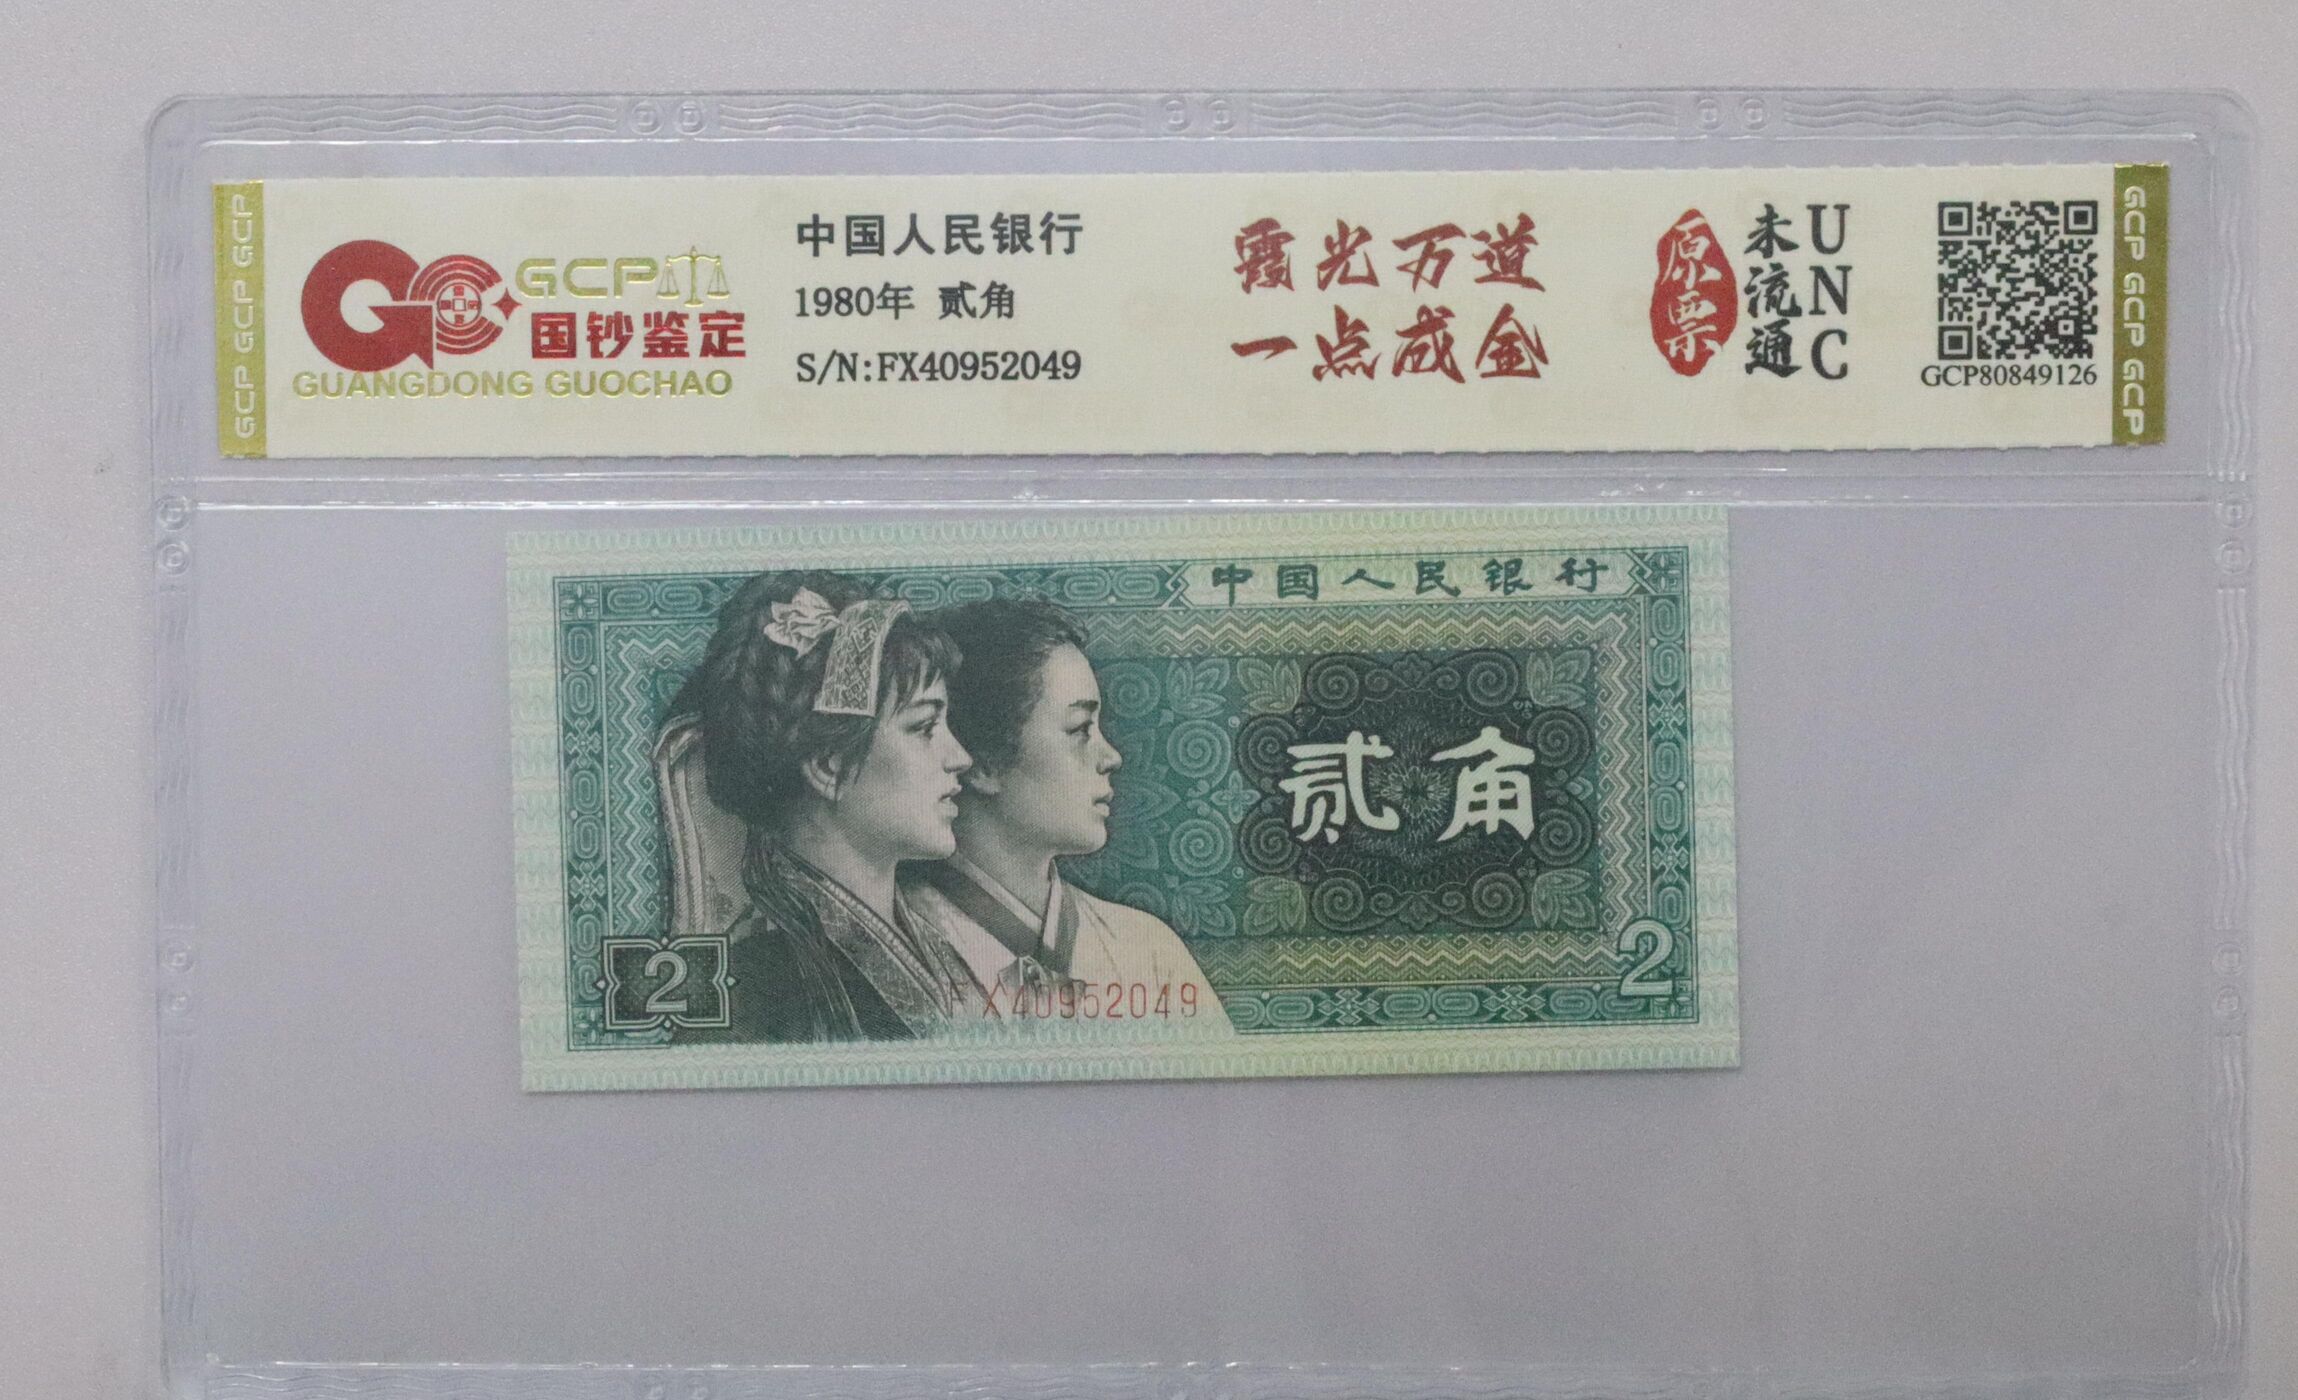 GCP GCP GCP
GCP
国钞鉴定
GUANGDONG GUOCHAO
中国人民银行
1980年 贰角
S/N:FX40952049
霞光万道
一点成金
原票
未流通
UNC
GCP80849126
GCP GCP GCP
中国人民银行
贰角
2
FX40952049
2